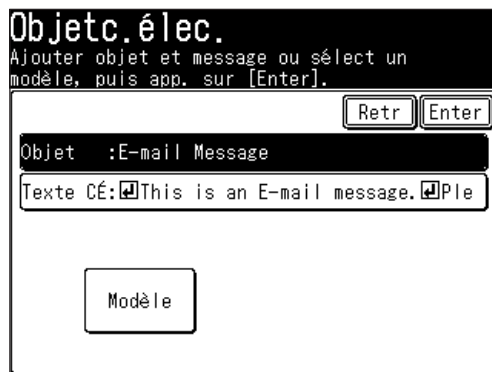 Objetc.élec.
Ajouter objet et message ou sélect un
modèle, puis app. sur [Enter].
Retr Enter
Objet :E-mail Message
Texte CÉ:↵This is an E-mail message.↵Ple
Modèle